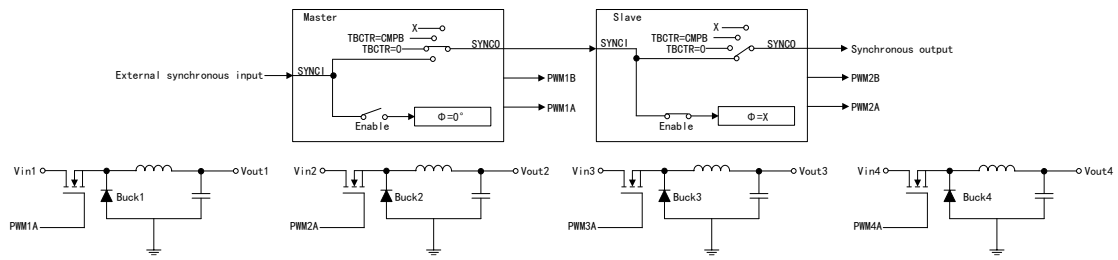 Master
X
TBCTR=CMPB
TBCTR=0
SYNCO
SYNCI
External synchronous input
PWM1B
PWM1A
Enable
Φ=0°
Slave
X
TBCTR=CMPB
TBCTR=0
SYNCO
SYNCI
Synchronous output
PWM2B
PWM2A
Enable
Φ=X
Vin1
Vout1
Buck1
PWM1A
Vin2
Vout2
Buck2
PWM2A
Vin3
Vout3
Buck3
PWM3A
Vin4
Vout4
Buck4
PWM4A